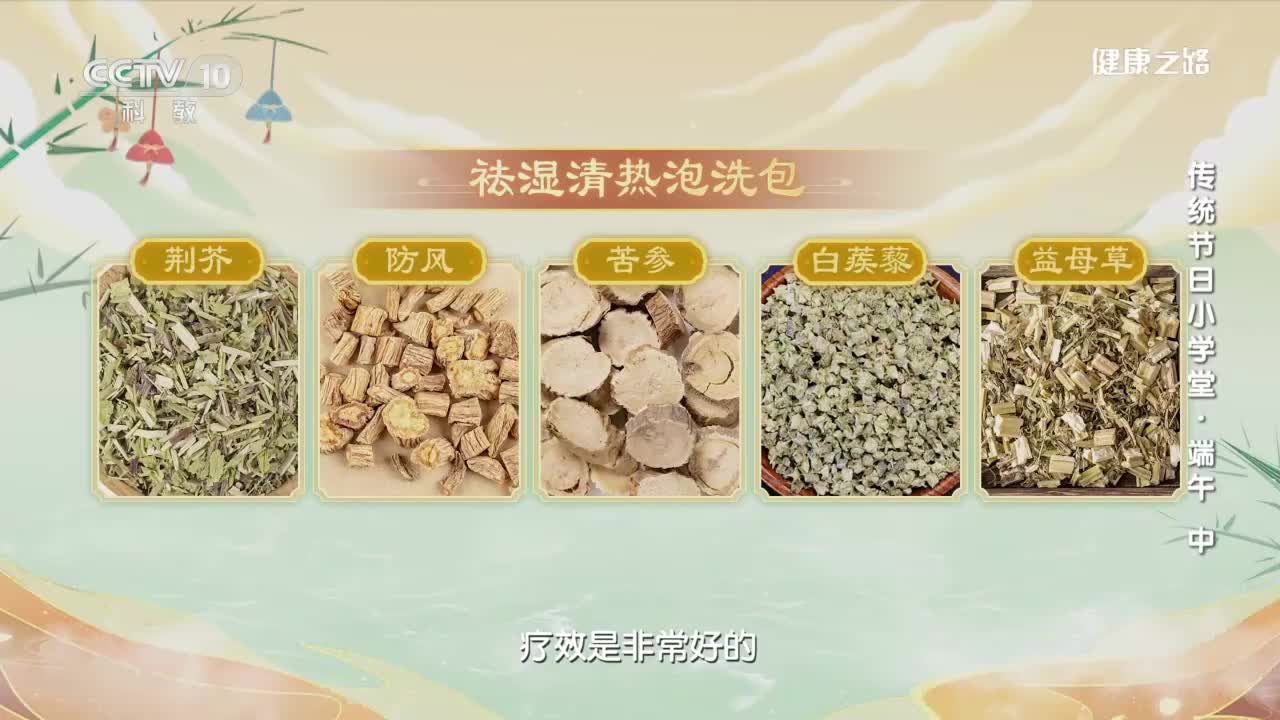 CCTV 10
科教
健康之路
祛湿清热泡洗包
荆芥
防风
苦参
白蒺藜
益母草
传统节日小学堂·端午 中
疗效是非常好的